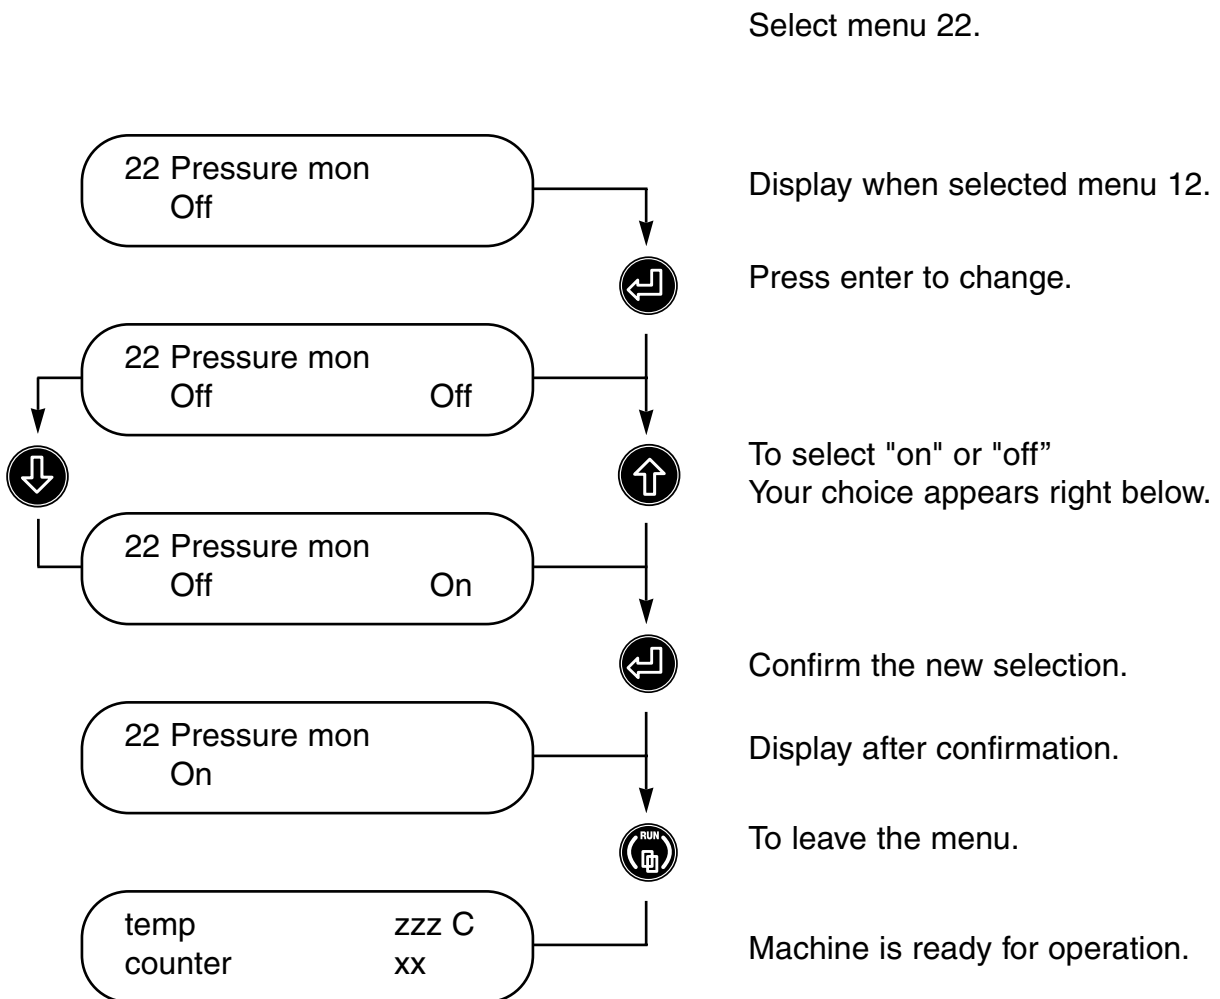 Select menu 22.
22 Pressure mon
Off
Display when selected menu 12.
Press enter to change.
22 Pressure mon
Off Off
To select "on" or "off”
Your choice appears right below.
22 Pressure mon
Off On
Confirm the new selection.
22 Pressure mon
On
Display after confirmation.
RUN
To leave the menu.
temp zzz C
counter xx
Machine is ready for operation.